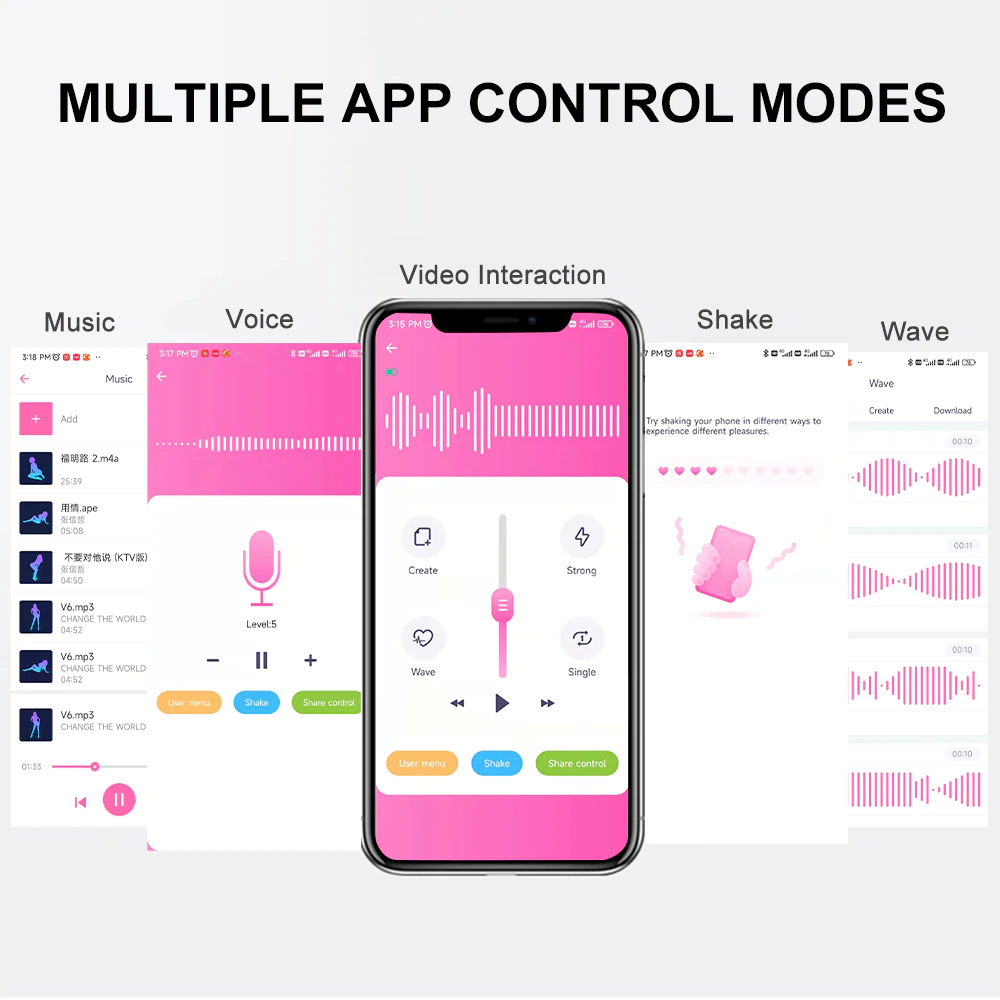 MULTIPLE APP CONTROL MODES
Video Interaction
Music
Voice
Shake
Wave
3:18 PM
Music
Add
福明路 2.m4a
25:39
用情.ape
张信哲
05:08
不要对他说 (KTV版)
张信哲
04:50
V6.mp3
CHANGE THE WORLD
04:52
V6.mp3
CHANGE THE WORLD
04:52
V6.mp3
CHANGE THE WORLD
01:33
3:17 PM
Level:5
User menu
Shake
Share control
3:15 PM
76
Create
Strong
Wave
1
Single
User menu
Shake
Share control
7 PM
Try shaking your phone in different ways to
experience different pleasures.
Wave
Create
Download
00:10
00:11
00:10
00:10